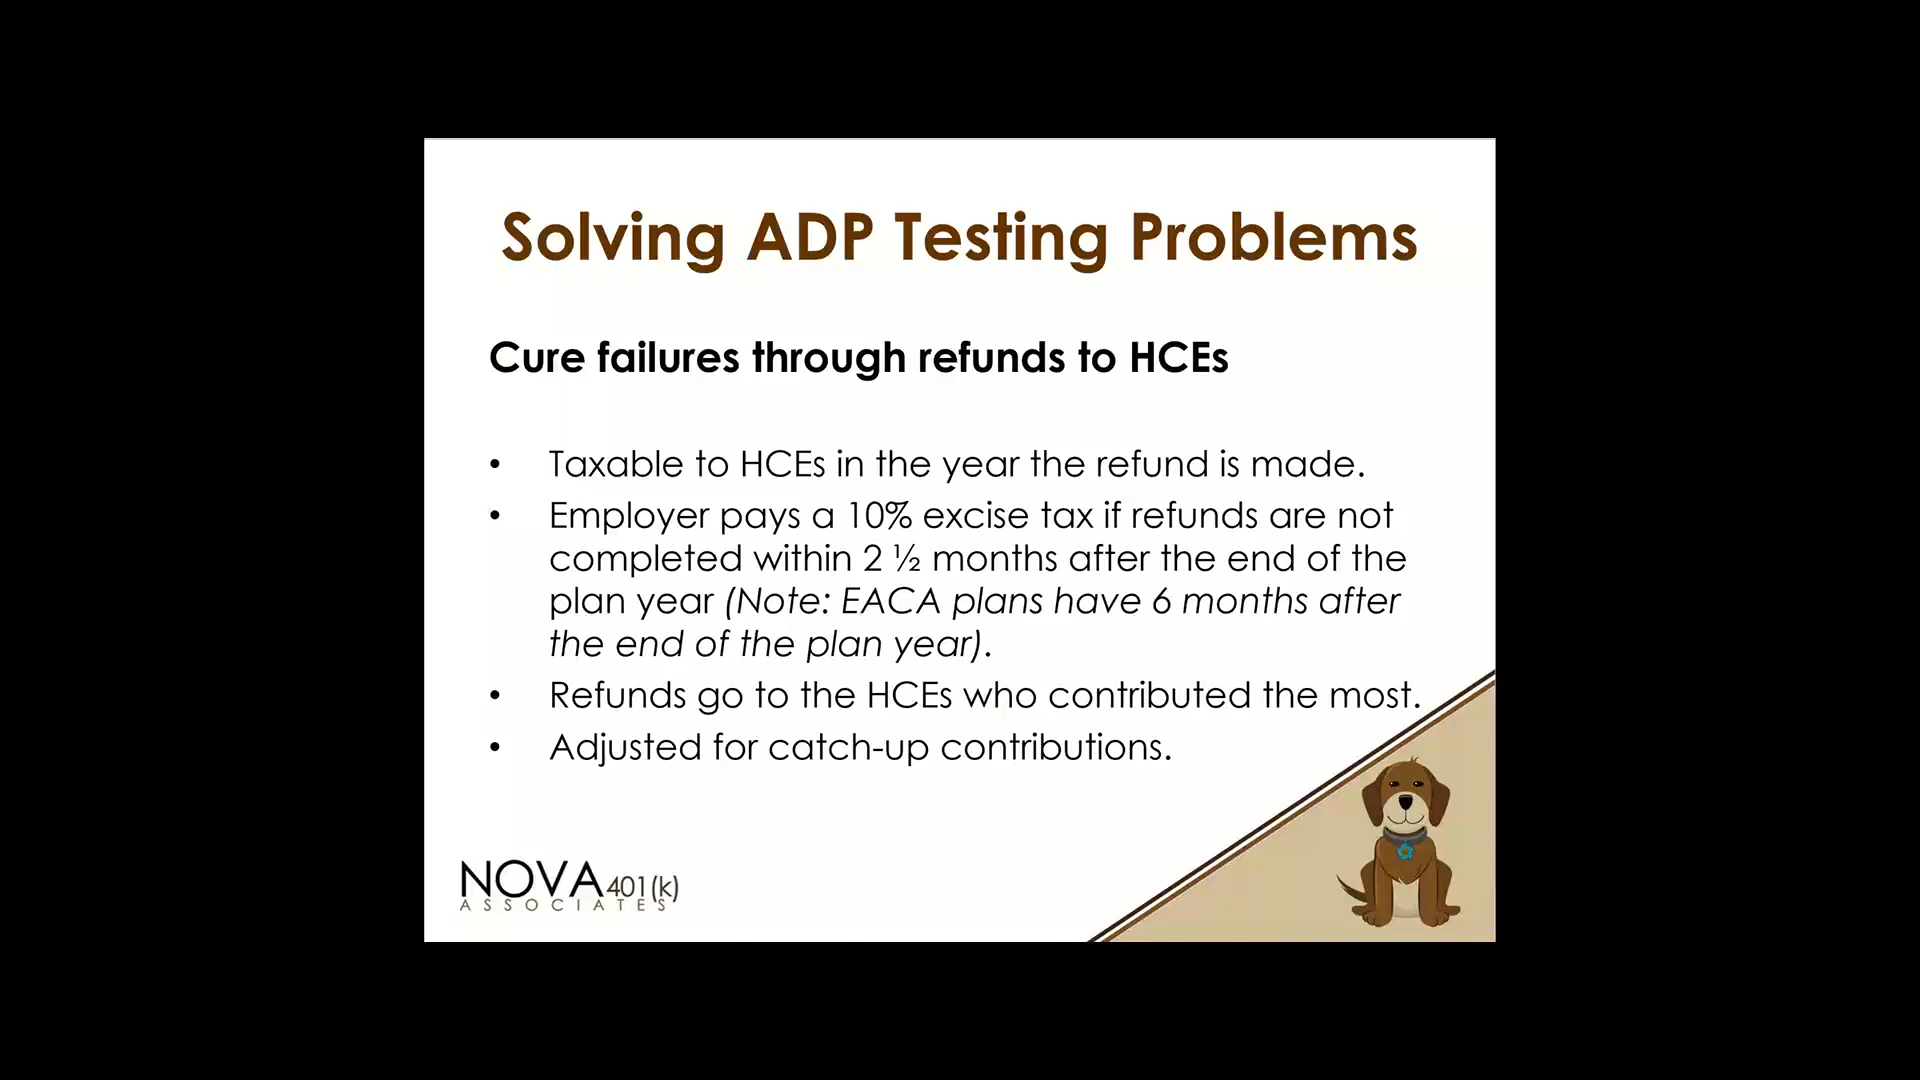 Solving ADP Testing Problems
Cure failures through refunds to HCEs
• Taxable to HCEs in the year the refund is made.
• Employer pays a 10% excise tax if refunds are not
completed within 2 ½ months after the end of the
plan year (Note: EACA plans have 6 months after
the end of the plan year).
• Refunds go to the HCEs who contributed the most.
• Adjusted for catch-up contributions.
NOVA 401(k)
ASSOCIATES